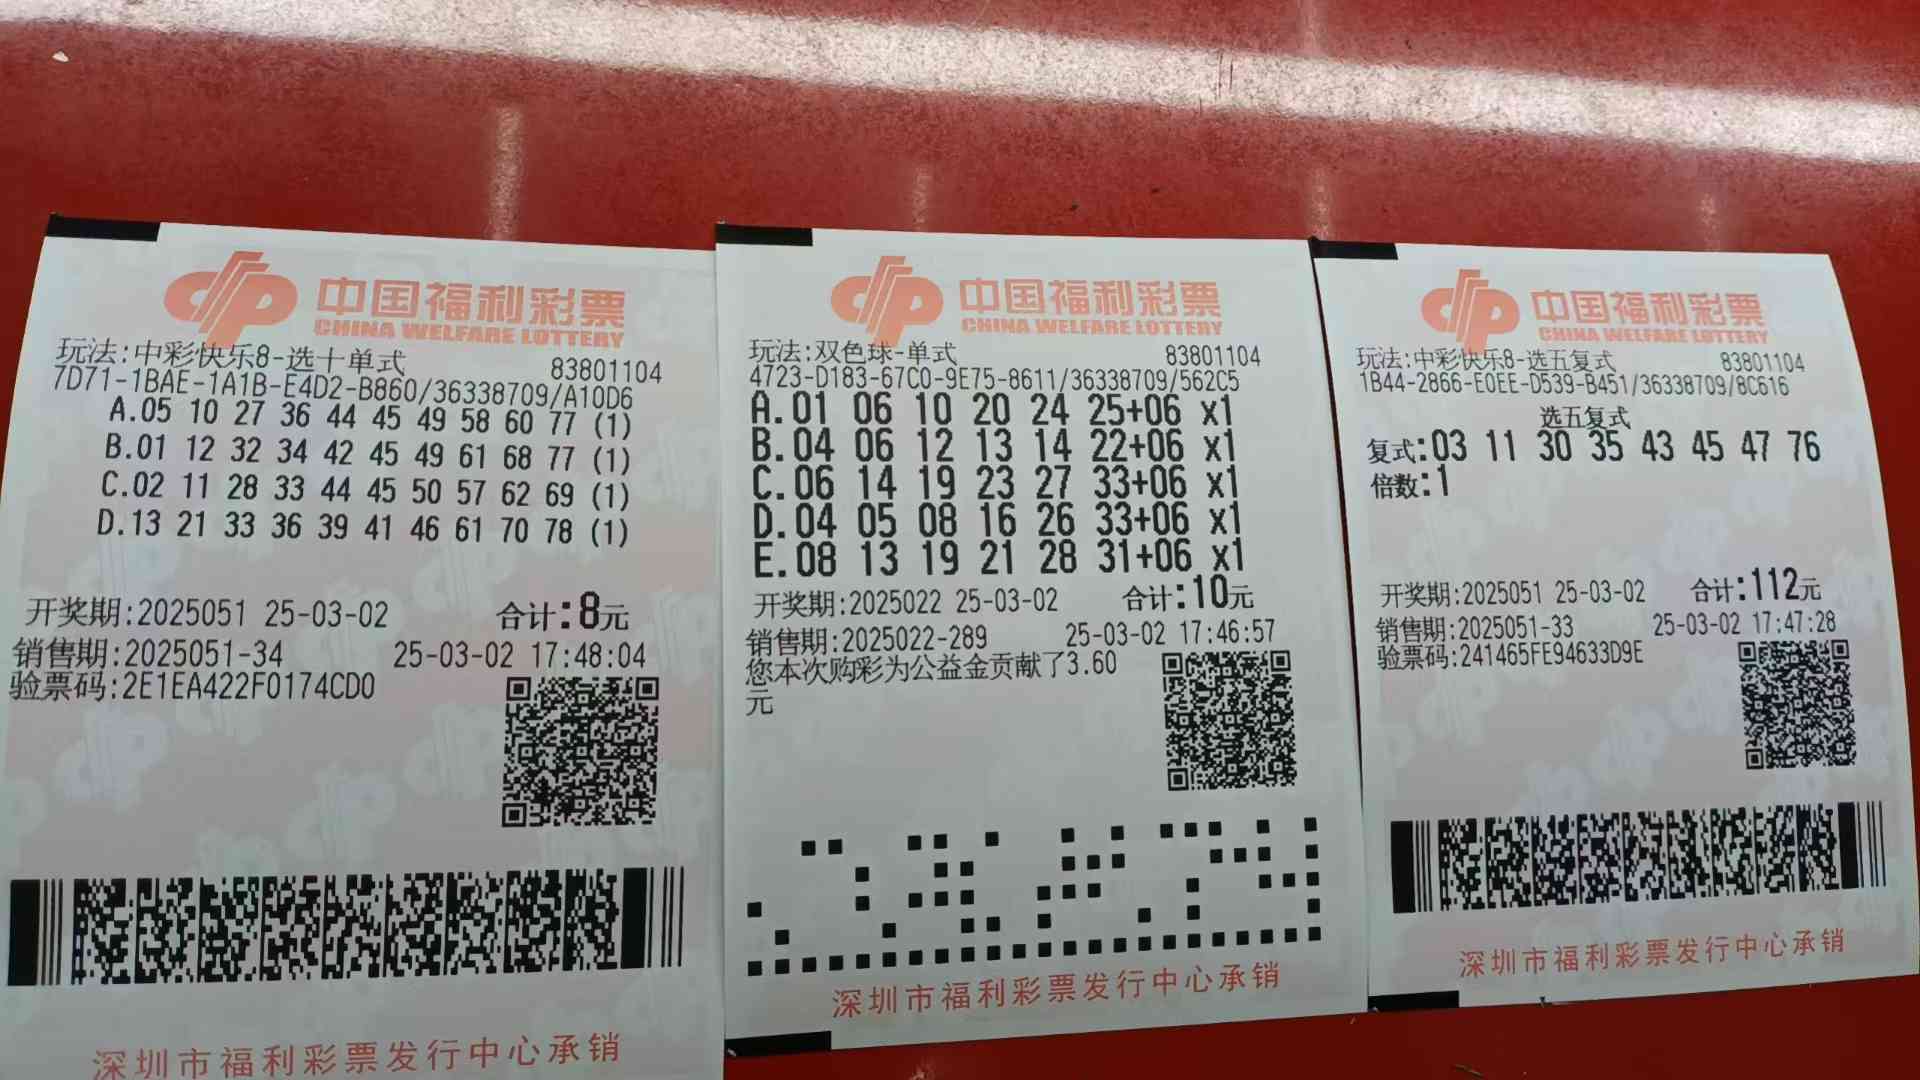 中国福利彩票
CHINA WELFARE LOTTERY
玩法:中彩快乐8-选十单式 83801104
7D71-1BAE-1A1B-E4D2-B860/36338709/A10D6
A.05 10 27 36 44 45 49 58 60 77 (1)
B.01 12 32 34 42 45 49 61 68 77 (1)
C.02 11 28 33 44 45 50 57 62 69 (1)
D.13 21 33 36 39 41 46 61 70 78 (1)
开奖期:2025051 25-03-02 合计:8元
销售期:2025051-34 25-03-02 17:48:04
验票码:2E1EA422F0174CD0
深圳市福利彩票发行中心承销
中国福利彩票
CHINA WELFARE LOTTERY
玩法:双色球-单式 83801104
4723-D183-67C0-9E75-8611/36338709/562C5
A.01 06 10 20 24 25+06 x1
B.04 06 12 13 14 22+06 x1
C.06 14 19 23 27 33+06 x1
D.04 05 08 16 26 33+06 x1
E.08 13 19 21 28 31+06 x1
开奖期:2025022 25-03-02 合计:10元
销售期:2025022-289 25-03-02 17:46:57
您本次购彩为公益金贡献了3.60
元
深圳市福利彩票发行中心承销
中国福利彩票
CHINA WELFARE LOTTERY
玩法:中彩快乐8-选五复式 83801104
1B44-2866-E0EE-D539-B451/36338709/8C616
选五复式
复式:03 11 30 35 43 45 47 76
倍数:1
开奖期:2025051 25-03-02 合计:112元
销售期:2025051-33 25-03-02 17:47:28
验票码:241465FE94633D9E
深圳市福利彩票发行中心承销